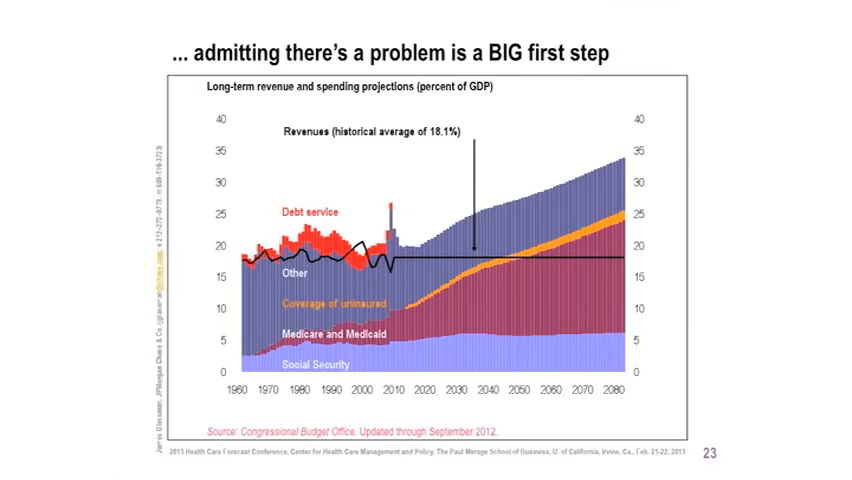 ... admitting there's a problem is a BIG first step
Long-term revenue and spending projections (percent of GDP)
40 40
Revenues (historical average of 18.1%)
35 35
30 30
25 25
Debt service
20 20
Other
15 15
Coverage of uninsured
10 10
Medicare and Medicaid
5 5
Social Security
0 0
1960 1970 1980 1990 2000 2010 2020 2030 2040 2050 2060 2070 2080
Source: Congressional Budget Office. Updated through September 2012.
James Glassman, JPMorgan Chase & Co.
2013 Health Care Forecast Conference, Center for Health Care Management and Policy, The Paul Merage School of Business, U. of California, Irvine, Ca., Feb. 21-22, 2013
23